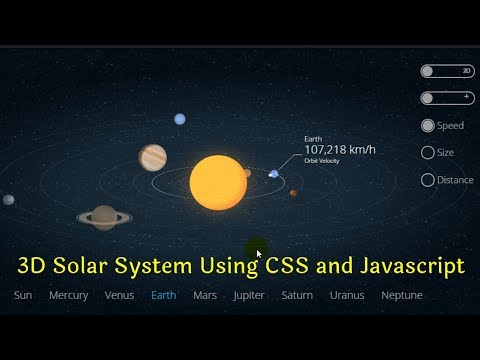 2D
+
Speed
Size
Distance
Earth
107,218 km/h
Orbit Velocity
3D Solar System Using CSS and Javascript
Sun Mercury Venus Earth Mars Jupiter Saturn Uranus Neptune